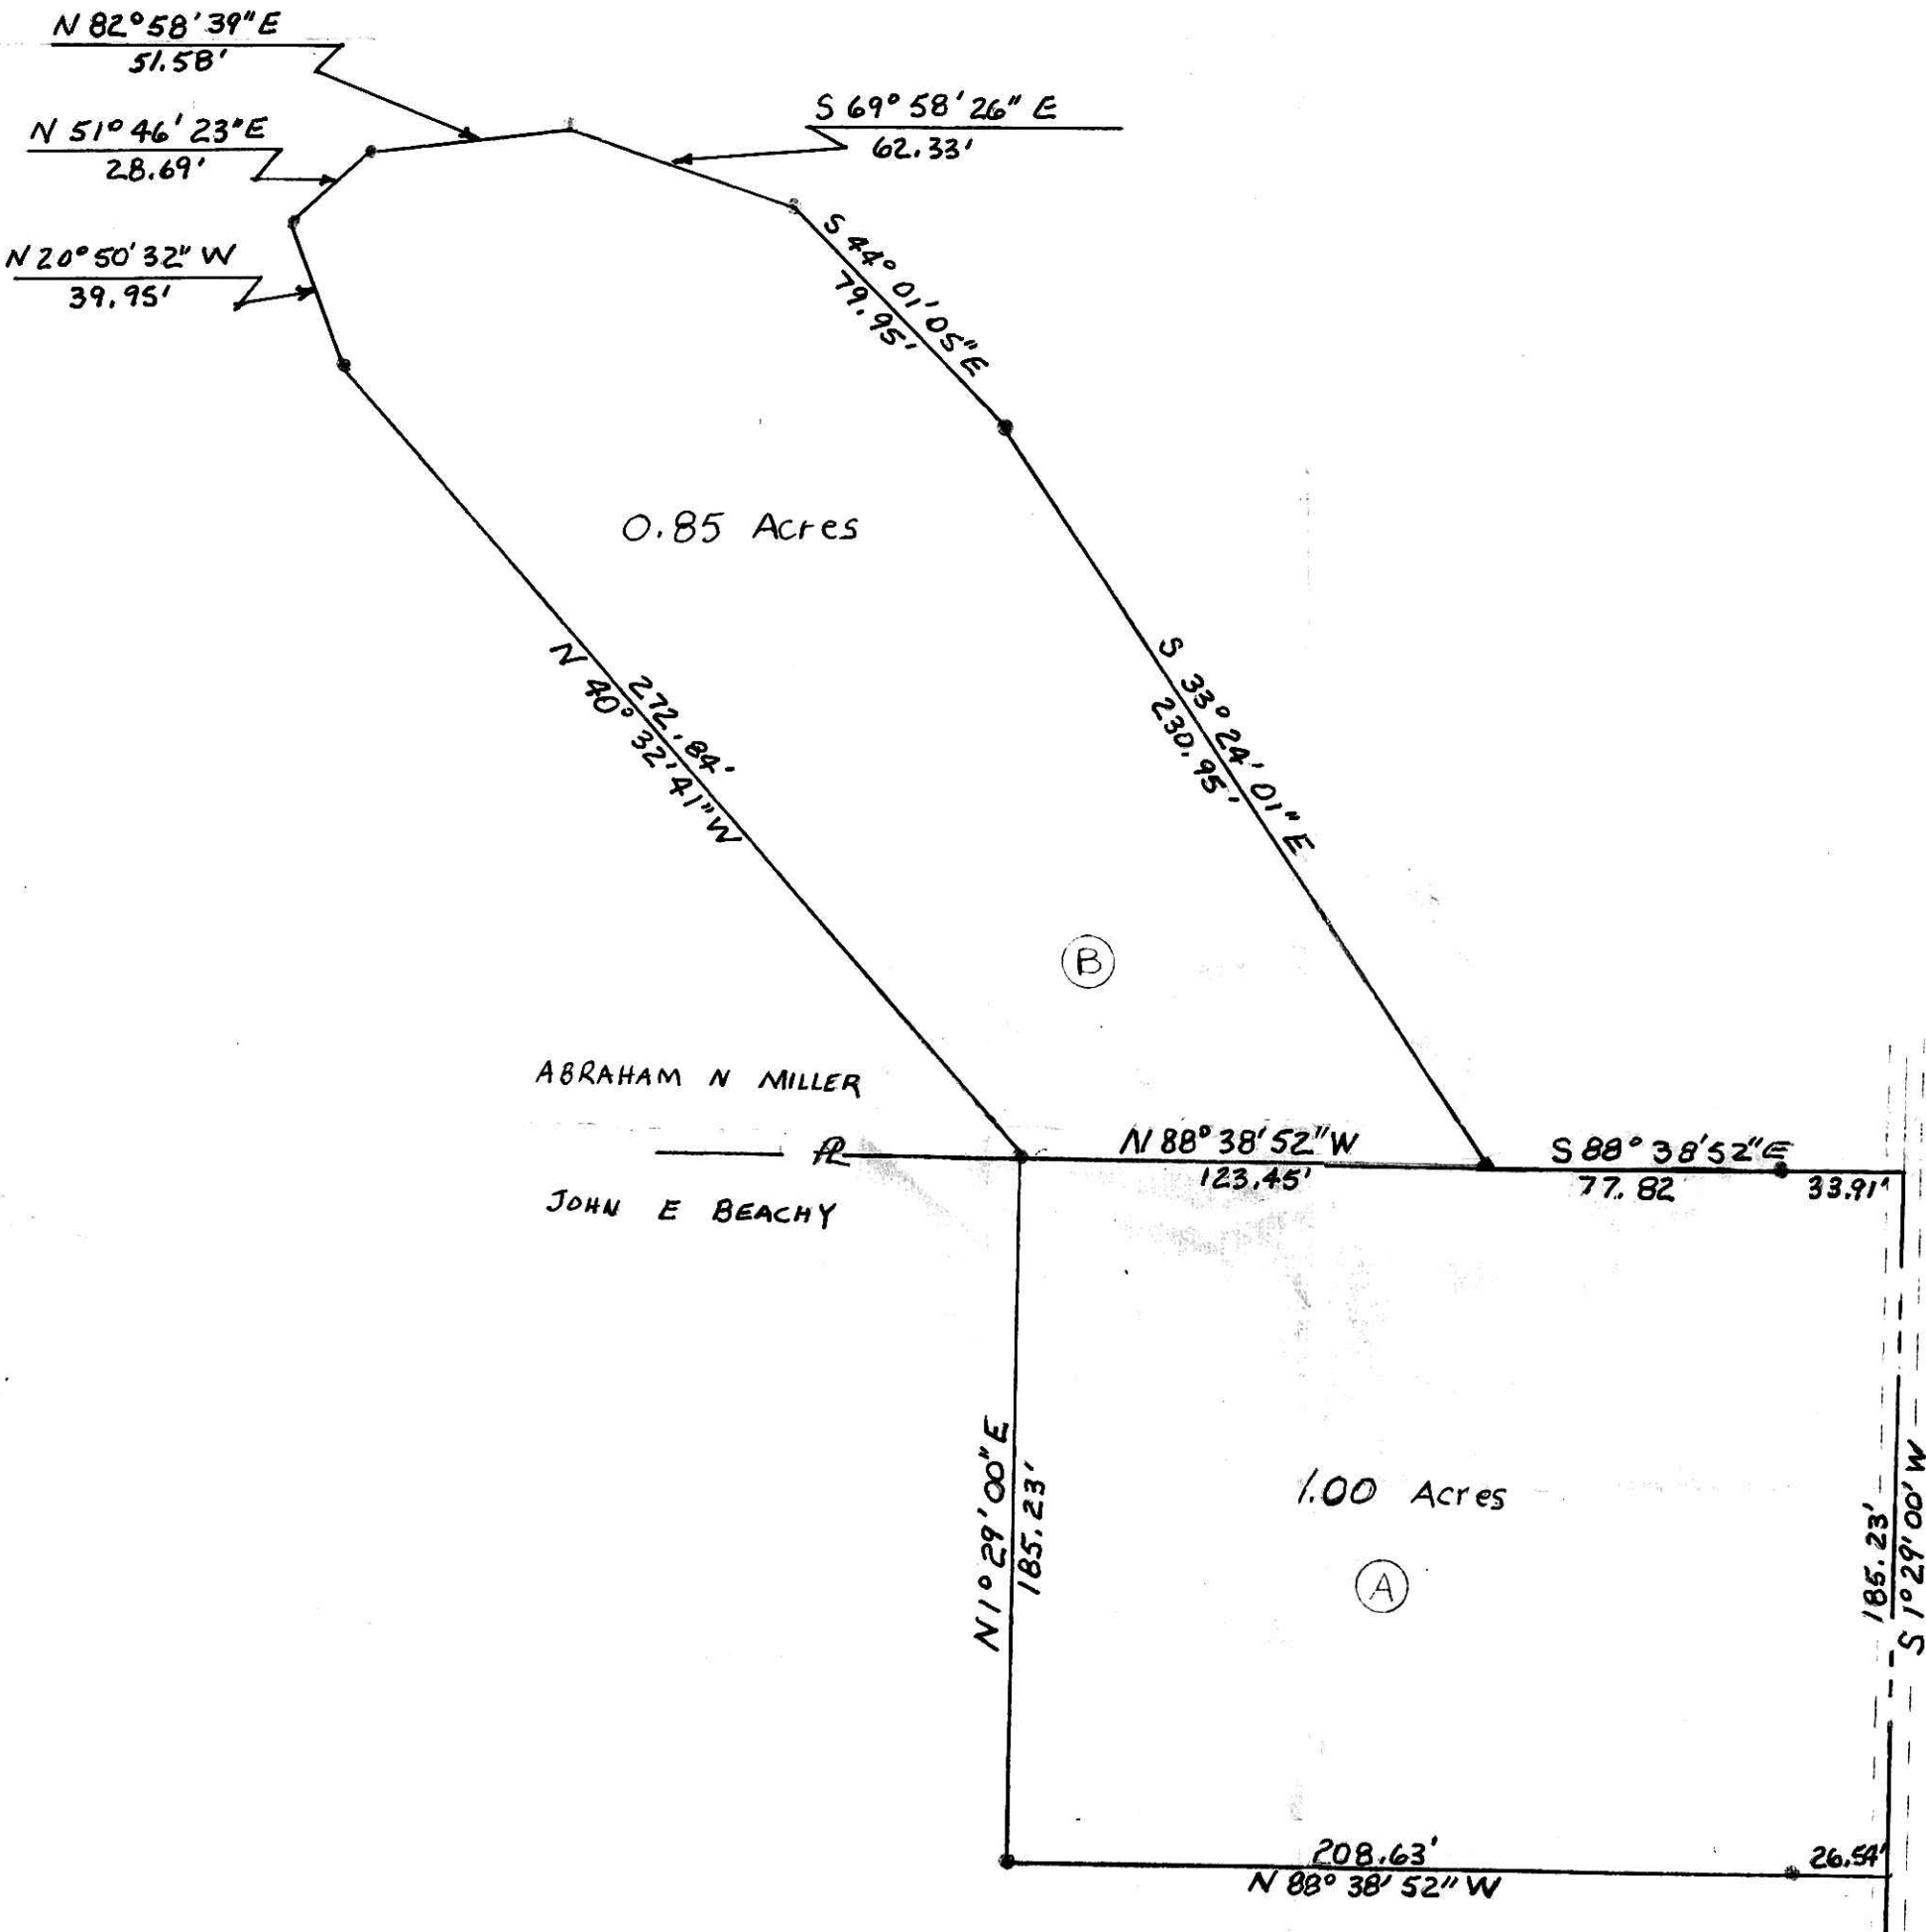 N 82° 58' 39" E
51.58'
S 69° 58' 26" E
62.33'
N 51° 46' 23" E
28.69'
N 20° 50' 32" W
39.95'
S 44° 01' 05" E
79.95'
0.85 Acres
272.84'
N 40° 32' 41" W
S 33° 24' 01" E
230.95'
B
ABRAHAM N MILLER
PL
JOHN E BEACHY
N 88° 38' 52" W
123.45'
S 88° 38' 52" E
77.82
33.91'
N 1° 29' 00" E
185.23'
1.00 Acres
A
185.23'
S 1° 29' 00' W
208.63'
26.54'
N 88° 38' 52" W